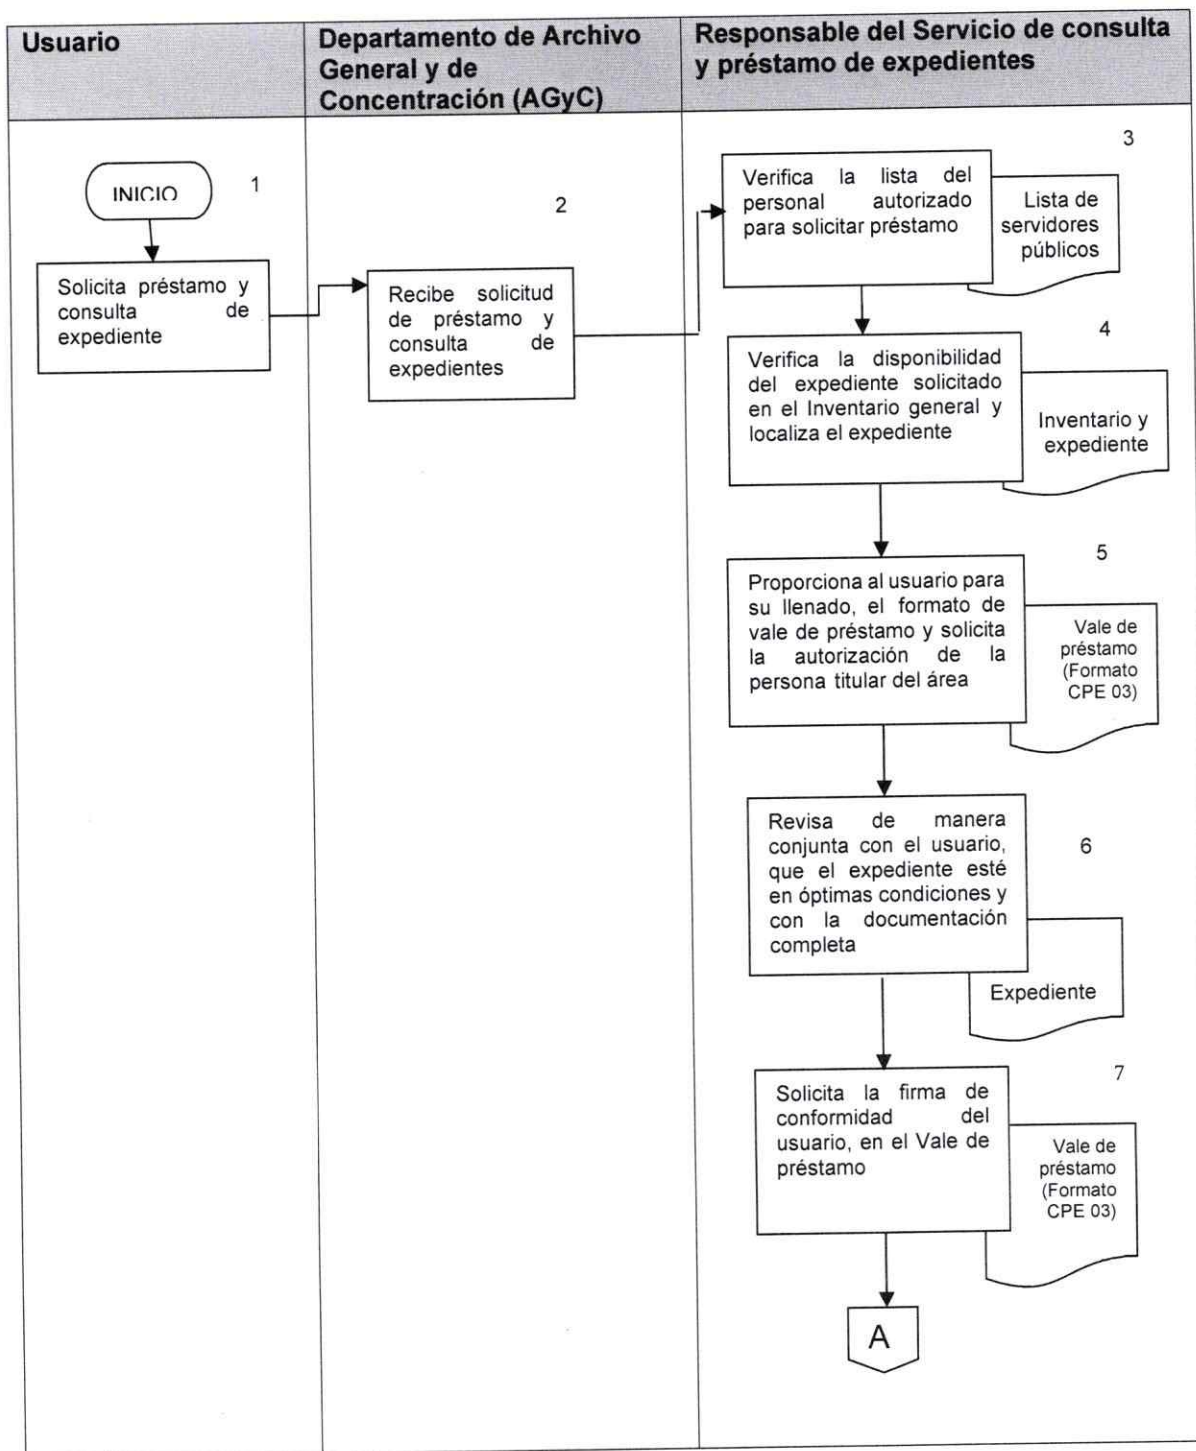 Usuario
Departamento de Archivo
General y de
Concentración (AGyC)
Responsable del Servicio de consulta
y préstamo de expedientes
INICIO
1
Solicita préstamo y
consulta de
expediente
2
Recibe solicitud
de préstamo y
consulta de
expedientes
3
Verifica la lista del
personal autorizado
para solicitar préstamo
Lista de
servidores
públicos
4
Verifica la disponibilidad
del expediente solicitado
en el Inventario general y
localiza el expediente
Inventario y
expediente
5
Proporciona al usuario para
su llenado, el formato de
vale de préstamo y solicita
la autorización de la
persona titular del área
Vale de
préstamo
(Formato
CPE 03)
6
Revisa de manera
conjunta con el usuario,
que el expediente esté
en óptimas condiciones y
con la documentación
completa
Expediente
7
Solicita la firma de
conformidad del
usuario, en el Vale de
préstamo
Vale de
préstamo
(Formato
CPE 03)
A